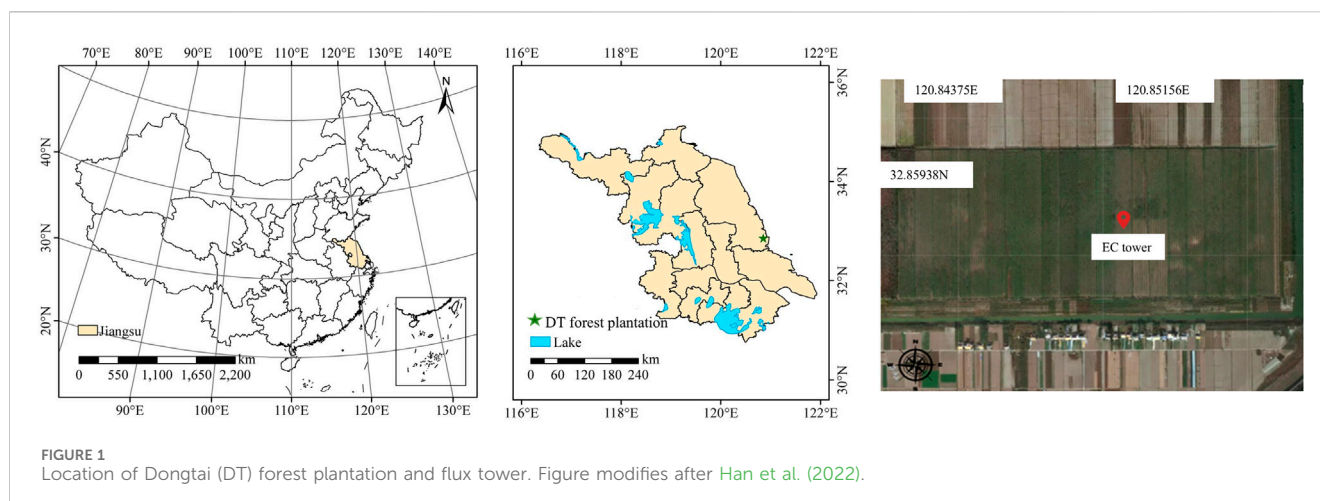 70°E 80°E 90°E 100°E 110°E 120°E 130°E 140°E
N
40°N
30°N
20°N
Jiangsu
km
0 550 1,100 1,650 2,200
90°E 100°E 110°E 120°E 130°E
116°E 118°E 120°E 122°E
36°N
34°N
32°N
30°N
DT forest plantation
Lake
km
0 60 120 180 240
116°E 118°E 120°E 122°E
120.84375E 120.85156E
32.85938N
EC tower
FIGURE 1
Location of Dongtai (DT) forest plantation and flux tower. Figure modifies after Han et al. (2022).